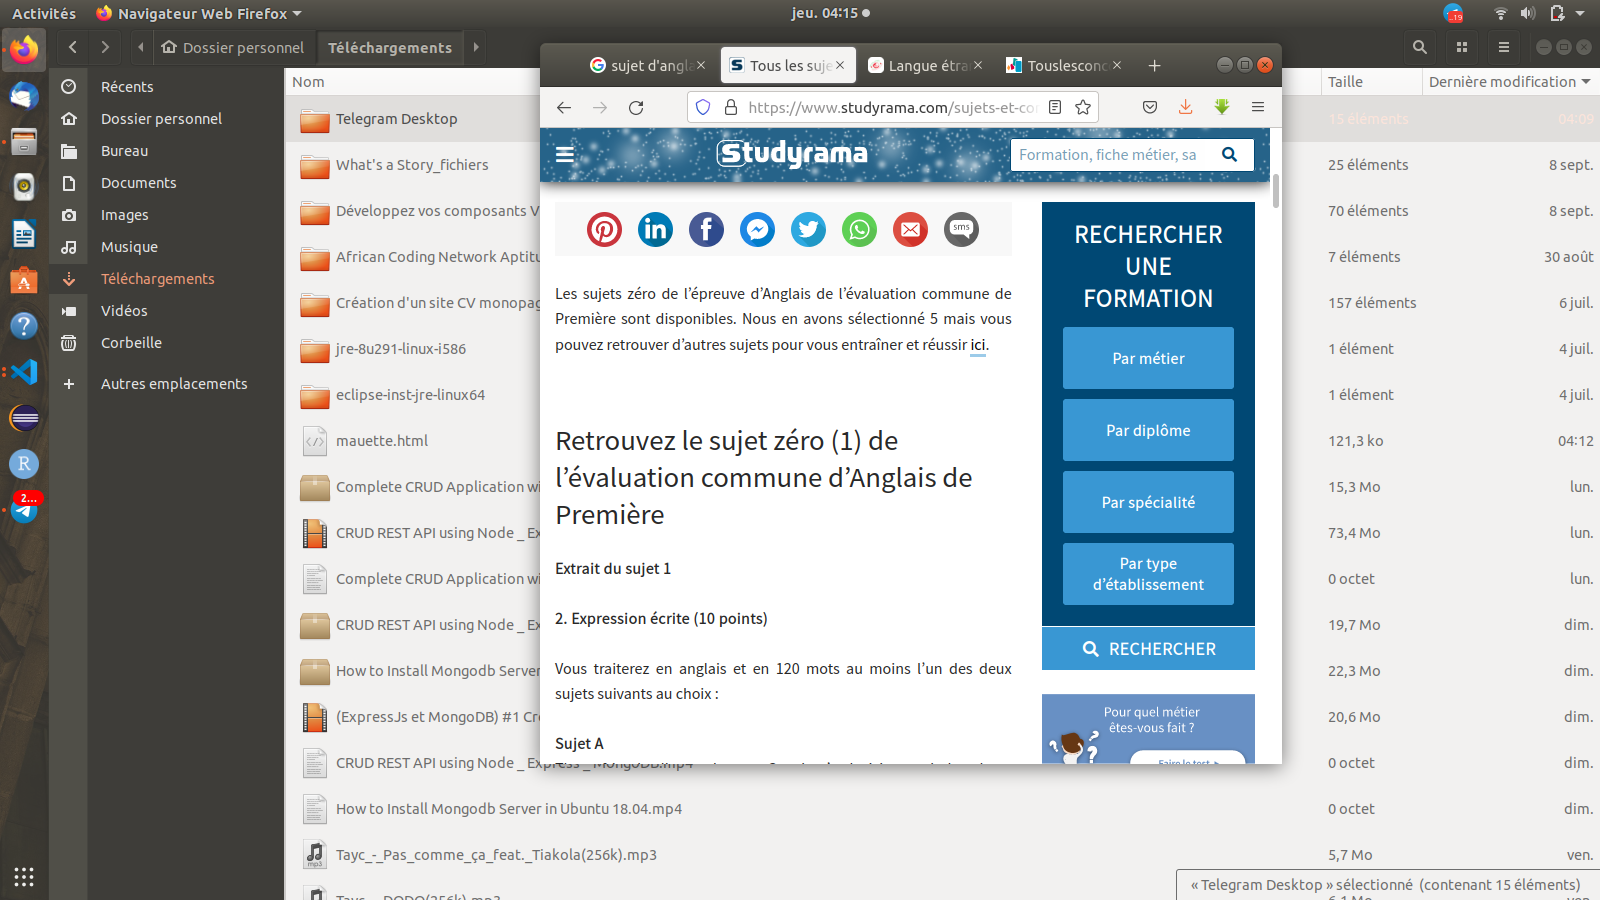 Activités
Navigateur Web Firefox
jeu. 04:15
19
Dossier personnel
Téléchargements
Nom
Taille
Dernière modification
Récents
Dossier personnel
Bureau
Documents
Images
Musique
Téléchargements
Vidéos
Corbeille
Autres emplacements
2...
Telegram Desktop
15 éléments
04:09
What's a Story_fichiers
25 éléments
8 sept.
Développez vos composants V
70 éléments
8 sept.
African Coding Network Aptitu
7 éléments
30 août
Création d'un site CV monopag
157 éléments
6 juil.
jre-8u291-linux-i586
1 élément
4 juil.
eclipse-inst-jre-linux64
1 élément
4 juil.
mauette.html
121,3 ko
04:12
Complete CRUD Application wi
15,3 Mo
lun.
CRUD REST API using Node _ Ex
73,4 Mo
lun.
Complete CRUD Application wi
0 octet
lun.
CRUD REST API using Node _ Ex
19,7 Mo
dim.
How to Install Mongodb Server
22,3 Mo
dim.
(ExpressJs et MongoDB) #1 Cr
20,6 Mo
dim.
CRUD REST API using Node _ Express _ MongoDB.mp4
0 octet
dim.
How to Install Mongodb Server in Ubuntu 18.04.mp4
0 octet
dim.
Tayc_-_Pas_comme_ça_feat._Tiakola(256k).mp3
5,7 Mo
ven.
« Telegram Desktop » sélectionné (contenant 15 éléments)
sujet d'angla
Tous les suje
Langue étra
Touslesconc
https://www.studyrama.com/sujets-et-co
Studyrama
Formation, fiche métier, sa
sms
Les sujets zéro de l'épreuve d'Anglais de l'évaluation commune de
Première sont disponibles. Nous en avons sélectionné 5 mais vous
pouvez retrouver d'autres sujets pour vous entraîner et réussir ici.
Retrouvez le sujet zéro (1) de
l'évaluation commune d'Anglais de
Première
Extrait du sujet 1
2. Expression écrite (10 points)
Vous traiterez en anglais et en 120 mots au moins l'un des deux
sujets suivants au choix :
Sujet A
RECHERCHER
UNE
FORMATION
Par métier
Par diplôme
Par spécialité
Par type
d'établissement
RECHERCHER
Pour quel métier
êtes-vous fait ?
Faire le test